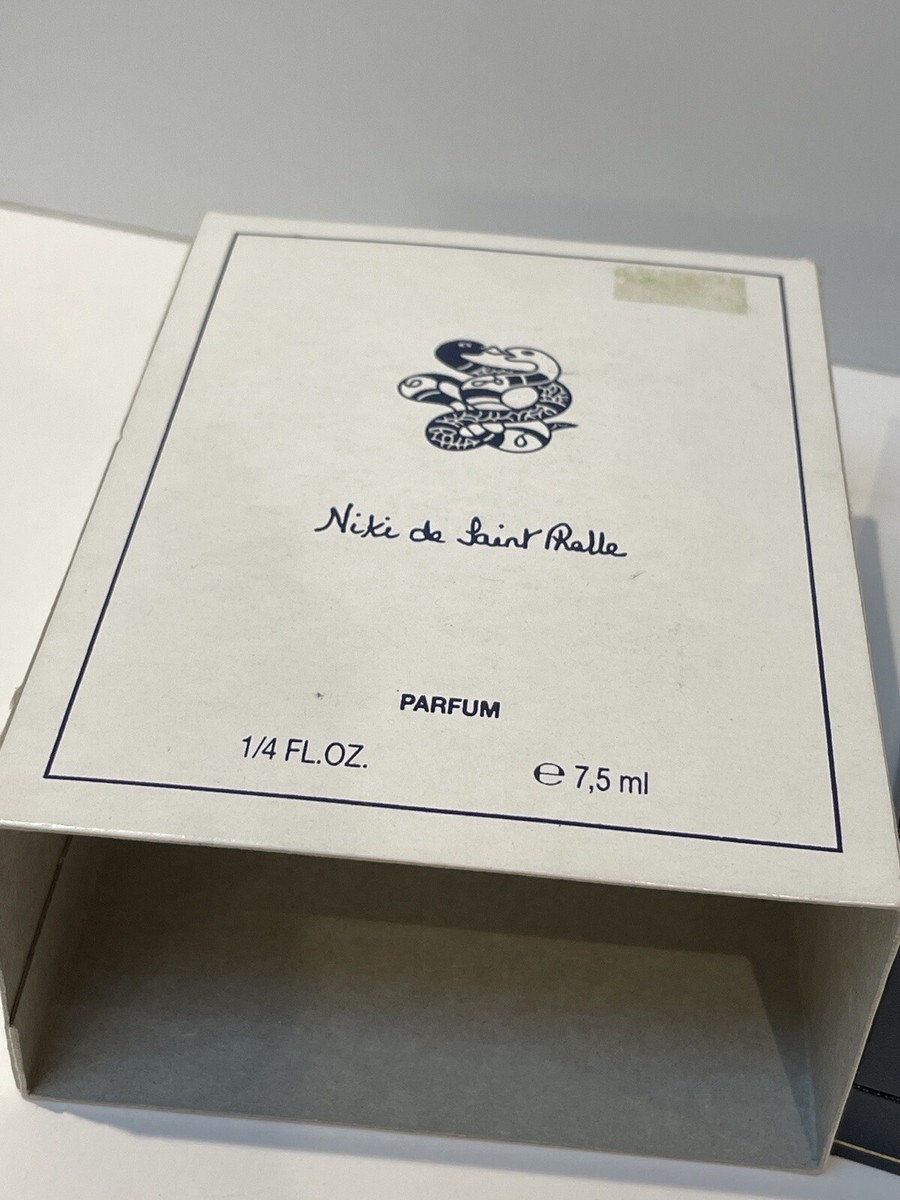 Niki de Saint Phalle
PARFUM
1/4 FL.OZ.
℮ 7,5 ml